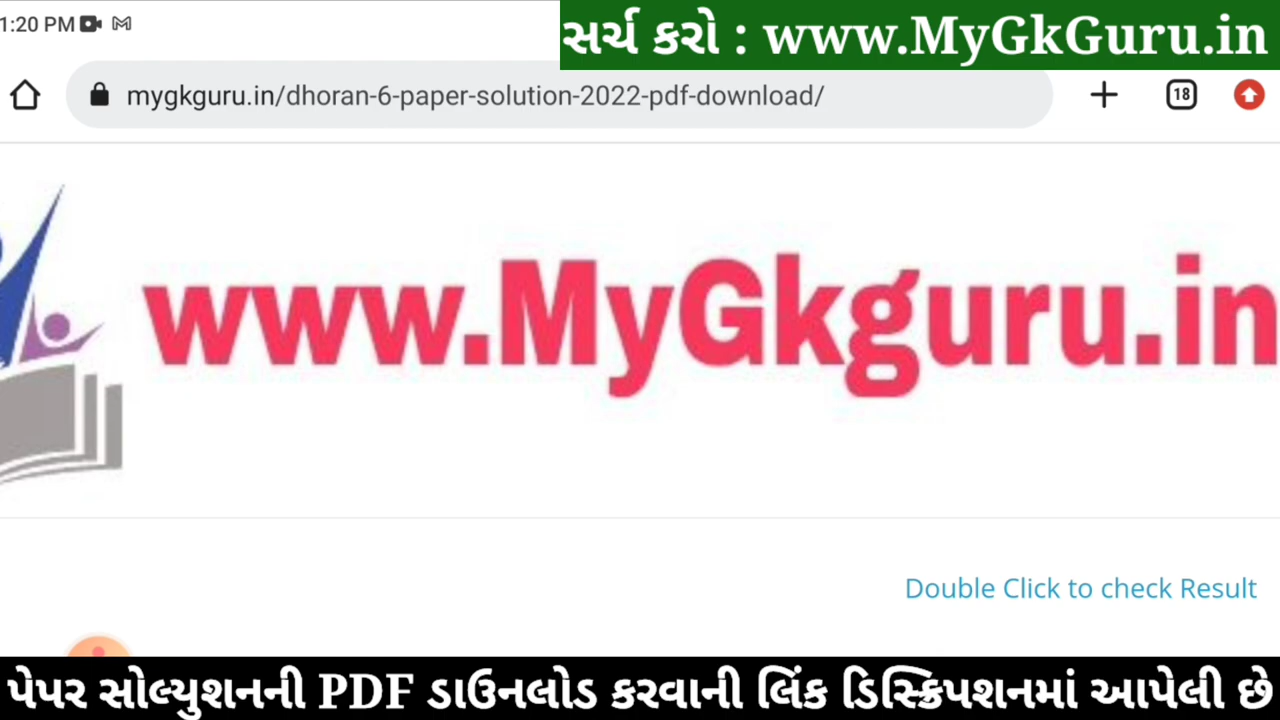 1:20 PM
સર્ચ કરો : www.MyGkGuru.in
mygkguru.in/dhoran-6-paper-solution-2022-pdf-download/
18
www.MyGkguru.in
Double Click to check Result
પેપર સોલ્યુશનની PDF ડાઉનલોડ કરવાની લિંક ડિસ્ક્રિપશનમાં આપેલી છે